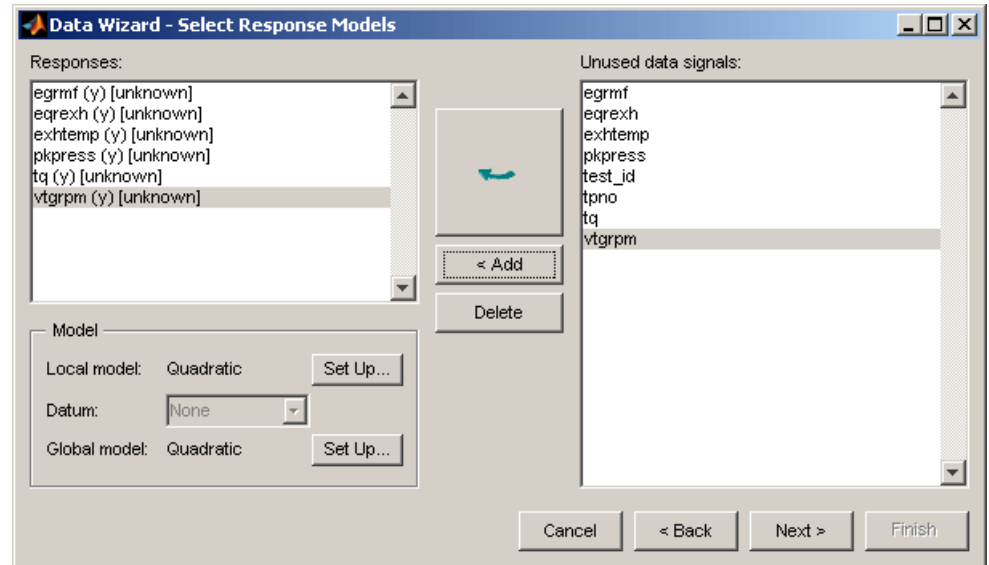 Data Wizard - Select Response Models
Responses:
egrmf (y) [unknown]
eqrexh (y) [unknown]
exhtemp (y) [unknown]
pkpress (y) [unknown]
tq (y) [unknown]
vtgrpm (y) [unknown]
< Add
Delete
Unused data signals:
egrmf
eqrexh
exhtemp
pkpress
test_id
tpno
tq
vtgrpm
Model
Local model: Quadratic Set Up...
Datum: None
Global model: Quadratic Set Up...
Cancel < Back Next > Finish